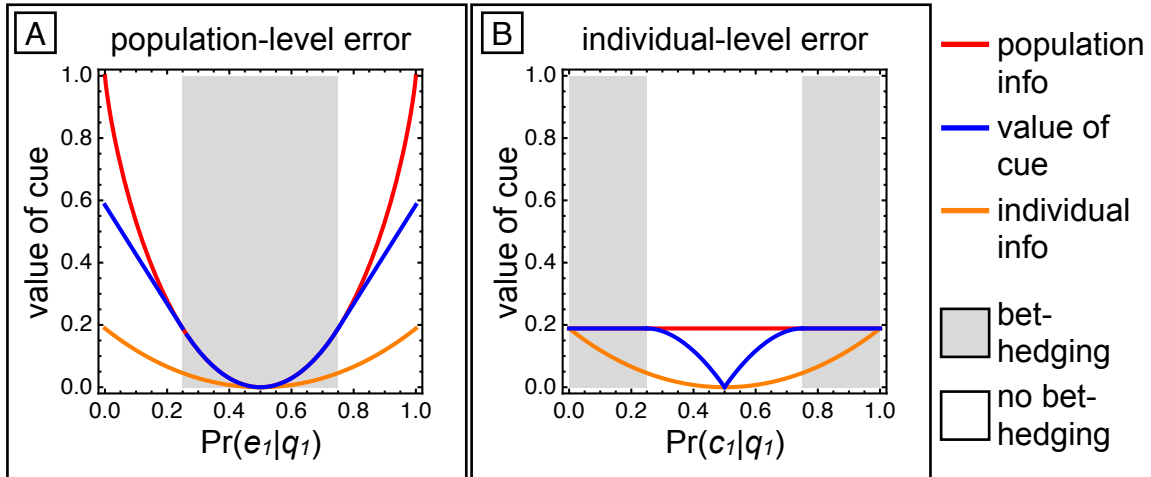 A population-level error
1.0
0.8
0.6
0.4
0.2
0.0
value of cue
0.0 0.2 0.4 0.6 0.8 1.0
Pr(e₁|q₁)
B individual-level error
1.0
0.8
0.6
0.4
0.2
0.0
value of cue
0.0 0.2 0.4 0.6 0.8 1.0
Pr(c₁|q₁)
population
info
value of
cue
individual
info
bet-
hedging
no bet-
hedging